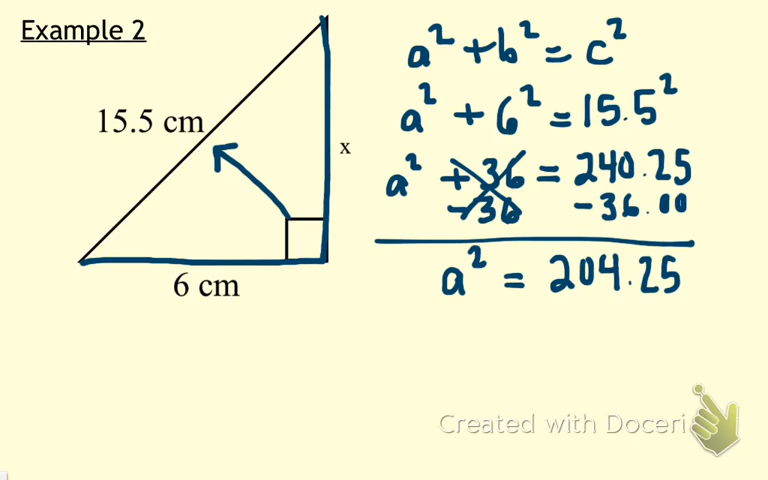 Example 2
15.5 cm
x
6 cm
a² + b² = c²
a² + 6² = 15.5²
a² + 36 = 240.25
- 36 - 36.00
a² = 204.25
Created with Doceri